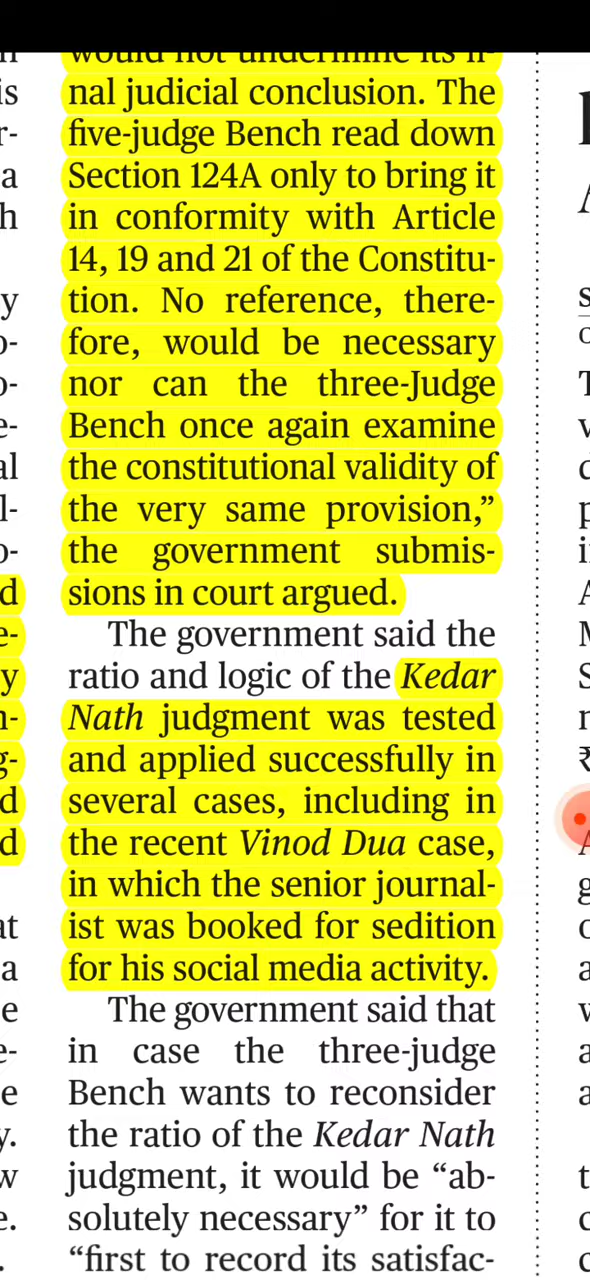 would not undermine its fi-
nal judicial conclusion. The
five-judge Bench read down
Section 124A only to bring it
in conformity with Article
14, 19 and 21 of the Constitu-
tion. No reference, there-
fore, would be necessary
nor can the three-Judge
Bench once again examine
the constitutional validity of
the very same provision,”
the government submis-
sions in court argued.
The government said the
ratio and logic of the Kedar
Nath judgment was tested
and applied successfully in
several cases, including in
the recent Vinod Dua case,
in which the senior journal-
ist was booked for sedition
for his social media activity.
The government said that
in case the three-judge
Bench wants to reconsider
the ratio of the Kedar Nath
judgment, it would be “ab-
solutely necessary” for it to
“first to record its satisfac-